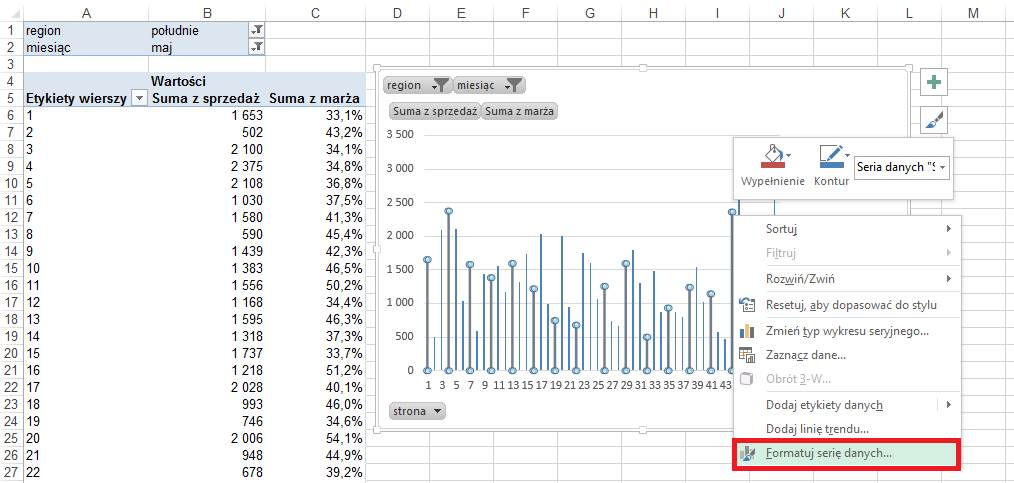 A B C D E F G H I J K L M
1 region południe
2 miesiąc maj
3
4 Wartości
5 Etykiety wierszy Suma z sprzedaż Suma z marża
6 1 1 653 33,1%
7 2 502 43,2%
8 3 2 100 34,1%
9 4 2 375 34,8%
10 5 2 108 36,8%
11 6 1 030 37,5%
12 7 1 580 41,3%
13 8 590 45,4%
14 9 1 439 42,3%
15 10 1 383 46,5%
16 11 1 556 50,2%
17 12 1 168 34,4%
18 13 1 595 46,3%
19 14 1 318 37,3%
20 15 1 737 33,7%
21 16 1 218 51,2%
22 17 2 028 40,1%
23 18 993 46,0%
24 19 746 34,6%
25 20 2 006 54,1%
26 21 948 44,9%
27 22 678 39,2%
region miesiąc
Suma z sprzedaż Suma z marża
3 500
3 000
2 500
2 000
1 500
1 000
500
0
1 3 5 7 9 11 13 15 17 19 21 23 25 27 29 31 33 35 37 39 41 43
strona
Wypełnienie Kontur Seria danych "S
Sortuj
Filtruj
Rozwiń/Zwiń
Resetuj, aby dopasować do stylu
Zmień typ wykresu seryjnego...
Zaznacz dane...
Obrót 3-W...
Dodaj etykiety danych
Dodaj linię trendu...
Formatuj serię danych...